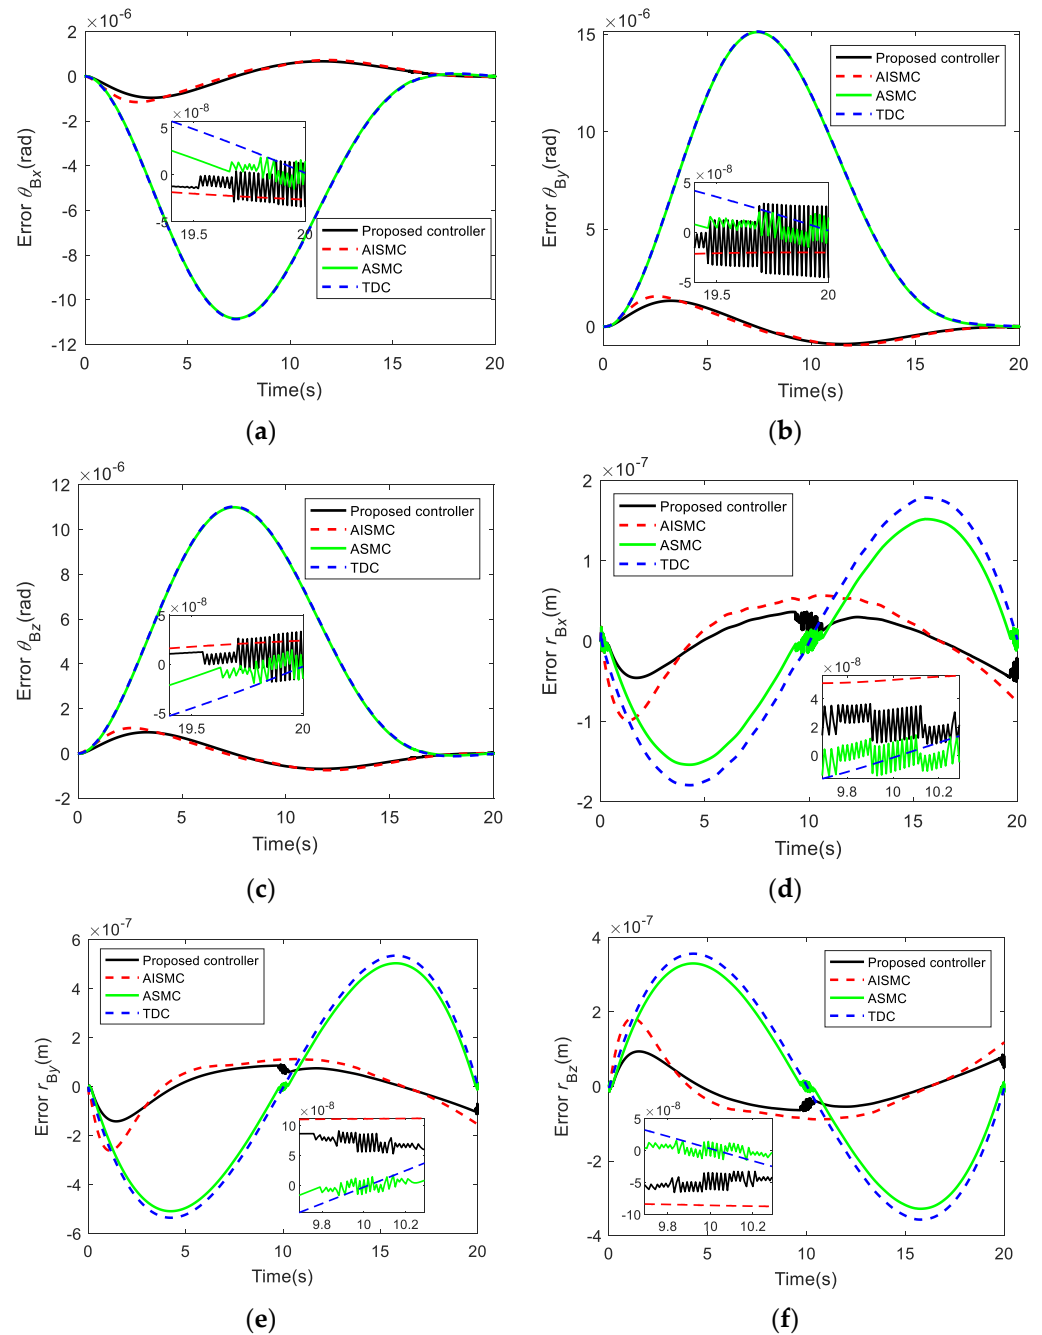 ×10⁻⁶
2
0
-2
-4
-6
-8
-10
-12
Error θBx(rad)
×10⁻⁸
5
0
-5
19.5
20
Proposed controller
AISMC
ASMC
TDC
0
5
10
15
20
Time(s)
(a)
×10⁻⁶
15
10
5
0
Error θBy(rad)
Proposed controller
AISMC
ASMC
TDC
×10⁻⁸
5
0
-5
19.5
20
0
5
10
15
20
Time(s)
(b)
×10⁻⁶
12
10
8
6
4
2
0
-2
Error θBz(rad)
Proposed controller
AISMC
ASMC
TDC
×10⁻⁸
5
0
-5
19.5
20
0
5
10
15
20
Time(s)
(c)
×10⁻⁷
2
1
0
-1
-2
Error rBx(m)
Proposed controller
AISMC
ASMC
TDC
×10⁻⁸
4
2
0
9.8
10
10.2
0
5
10
15
20
Time(s)
(d)
×10⁻⁷
6
4
2
0
-2
-4
-6
Error rBy(m)
Proposed controller
AISMC
ASMC
TDC
×10⁻⁸
10
5
0
9.8
10
10.2
0
5
10
15
20
Time(s)
(e)
×10⁻⁷
4
2
0
-2
-4
Error rBz(m)
Proposed controller
AISMC
ASMC
TDC
×10⁻⁸
5
0
-5
-10
9.8
10
10.2
0
5
10
15
20
Time(s)
(f)